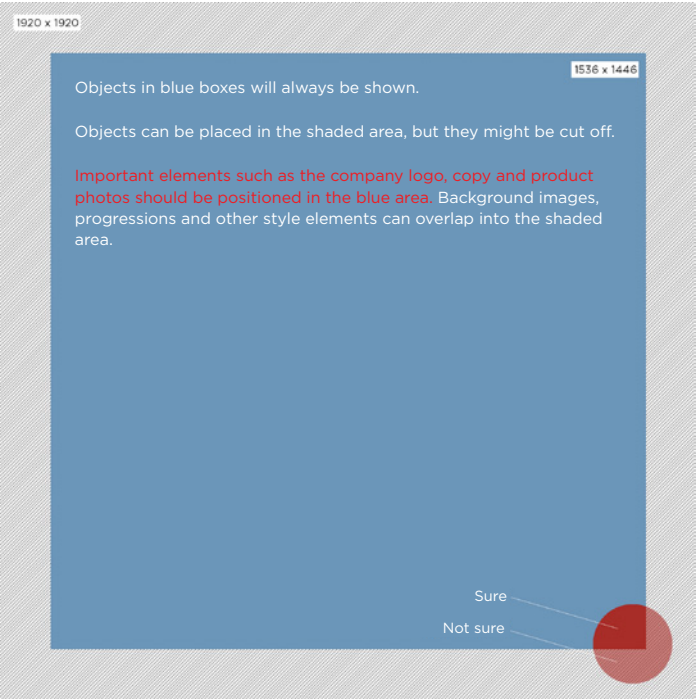 1920 x 1920
1536 x 1446
Objects in blue boxes will always be shown.
Objects can be placed in the shaded area, but they might be cut off.
Important elements such as the company logo, copy and product
photos should be positioned in the blue area. Background images,
progressions and other style elements can overlap into the shaded
area.
Sure
Not sure